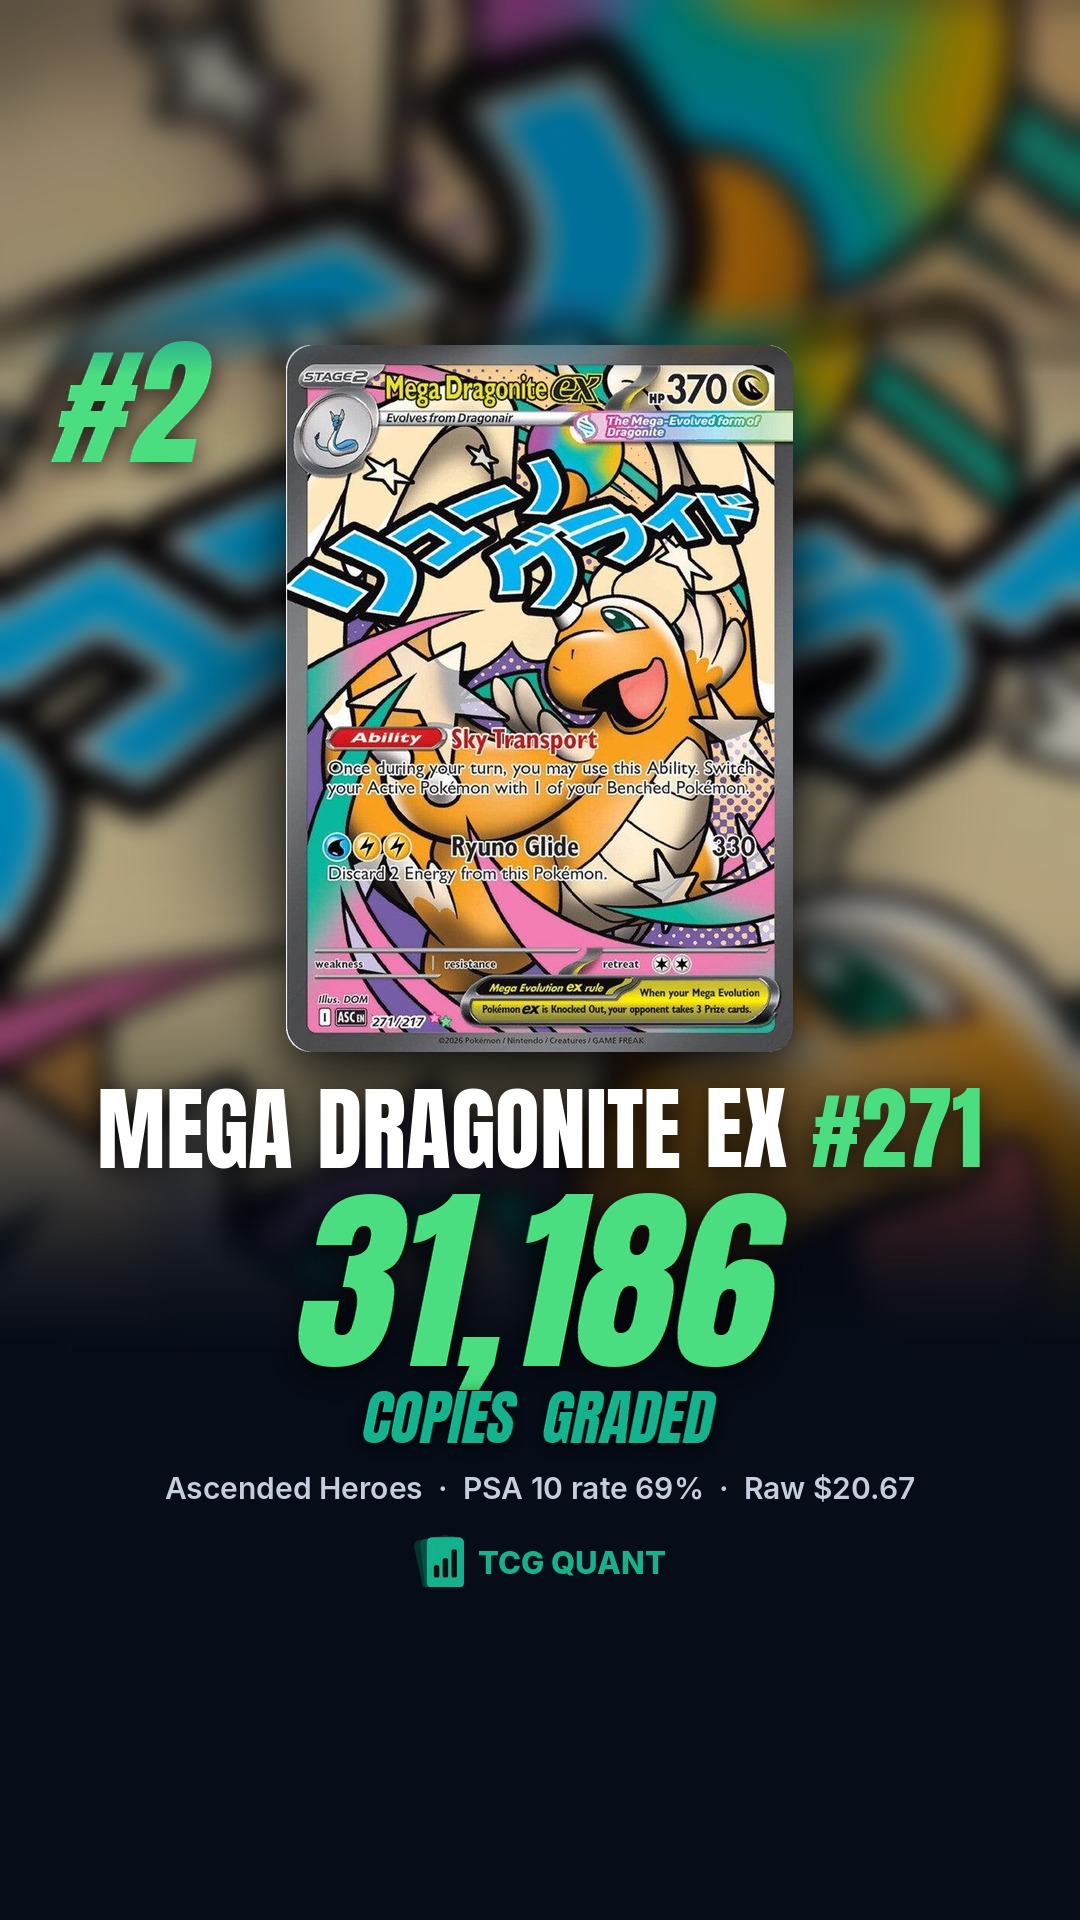 #2
STAGE2
Mega Dragonite ex
HP 370
Evolves from Dragonair
The Mega-Evolved form of
Dragonite
リューノ
グライド
Ability Sky Transport
Once during your turn, you may use this Ability. Switch
your Active Pokémon with 1 of your Benched Pokémon.
Ryuno Glide 330
Discard 2 Energy from this Pokémon.
weakness resistance retreat
Illus. DOM
I ASC EN 271/217
Mega Evolution ex rule
When your Mega Evolution
Pokémon ex is Knocked Out, your opponent takes 3 Prize cards.
©2026 Pokémon / Nintendo / Creatures / GAME FREAK
MEGA DRAGONITE EX #271
31,186
COPIES GRADED
Ascended Heroes · PSA 10 rate 69% · Raw $20.67
TCG QUANT